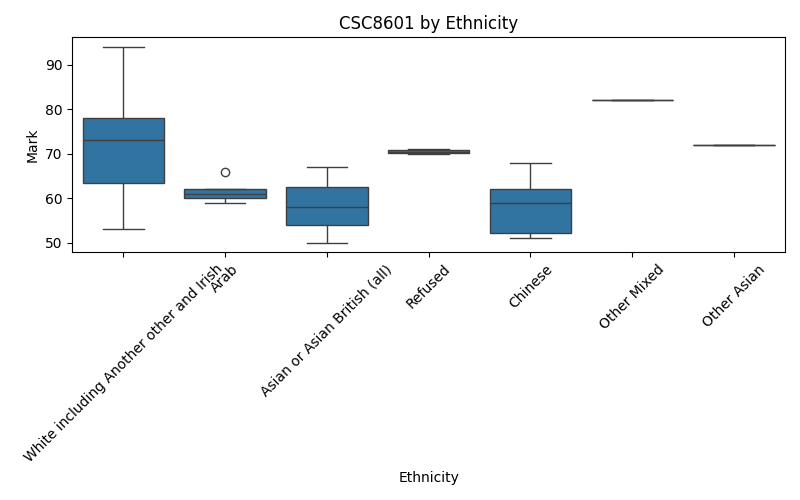 CSC8601 by Ethnicity
90
80
70
60
50
Mark
White including Another other and Irish
Arab
Asian or Asian British (all)
Refused
Chinese
Other Mixed
Other Asian
Ethnicity